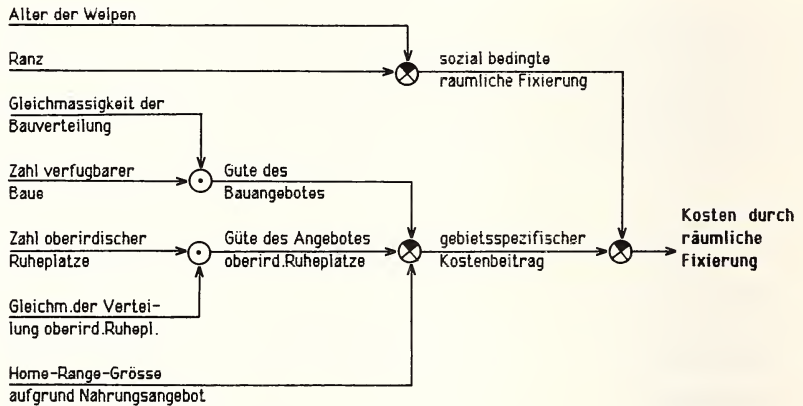 Alter der Welpen
Ranz
sozial bedingte
räumliche Fixierung
Gleichmassigkeit der
Bauverteilung
Zahl verfugbarer
Baue
Gute des
Bauangebotes
Zahl oberirdischer
Ruheplatze
Güte des Angebotes
oberird.Ruheplatze
gebietsspezifischer
Kostenbeitrag
Kosten durch
räumliche
Fixierung
Gleichm.der Vertei-
lung oberird.Ruhepl.
Home-Range-Grösse
aufgrund Nahrungsangebot